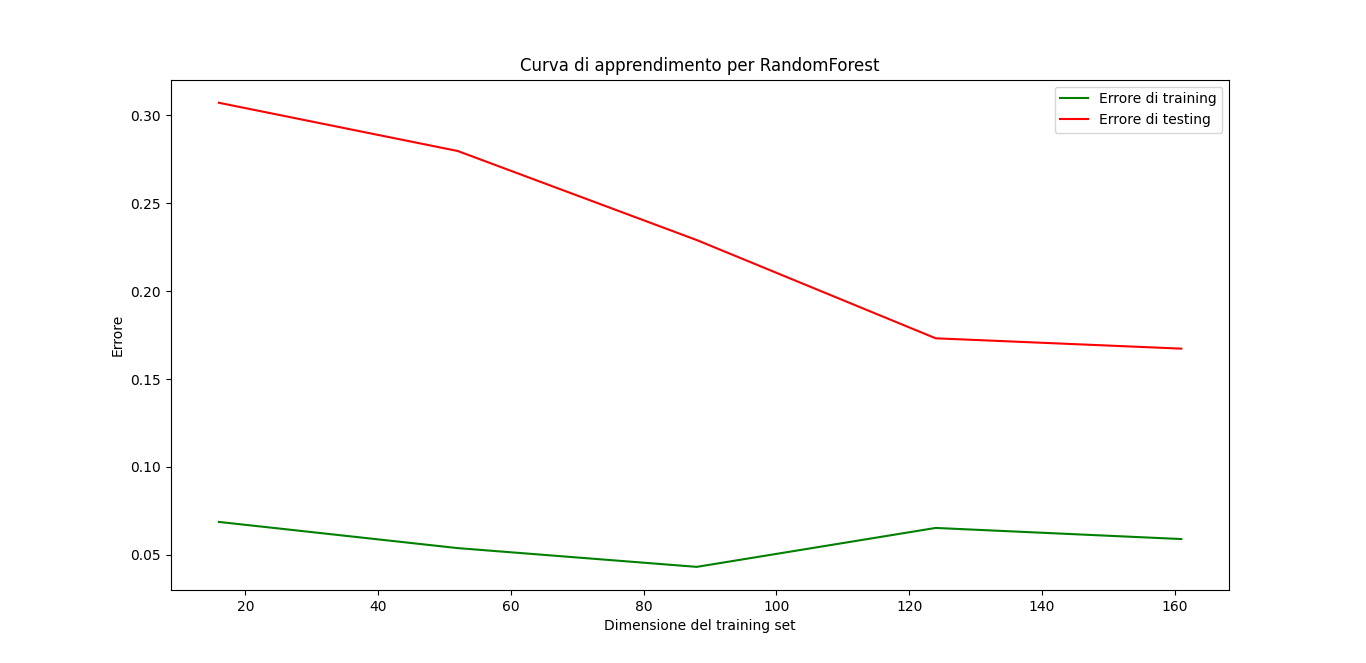 Curva di apprendimento per RandomForest
Errore di training
Errore di testing
0.30
0.25
0.20
0.15
0.10
0.05
Errore
20 40 60 80 100 120 140 160
Dimensione del training set